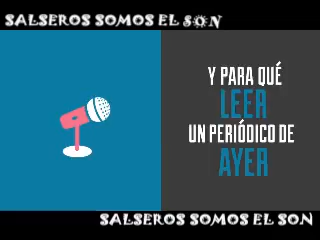 SALSEROS SOMOS EL SON
Y PARA QUÉ
LEER
UN PERIÓDICO DE
AYER
SALSEROS SOMOS EL SON